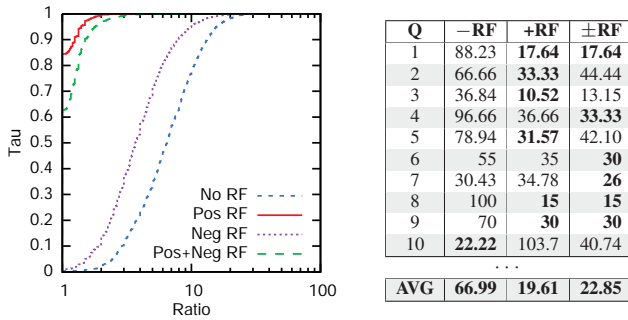 1
0.9
0.8
0.7
0.6
0.5
0.4
0.3
0.2
0.1
0
Tau
No RF
Pos RF
Neg RF
Pos+Neg RF
1 10 100
Ratio
Q −RF +RF ±RF
1 88.23 17.64 17.64
2 66.66 33.33 44.44
3 36.84 10.52 13.15
4 96.66 36.66 33.33
5 78.94 31.57 42.10
6 55 35 30
7 30.43 34.78 26
8 100 15 15
9 70 30 30
10 22.22 103.7 40.74
. . .
AVG 66.99 19.61 22.85